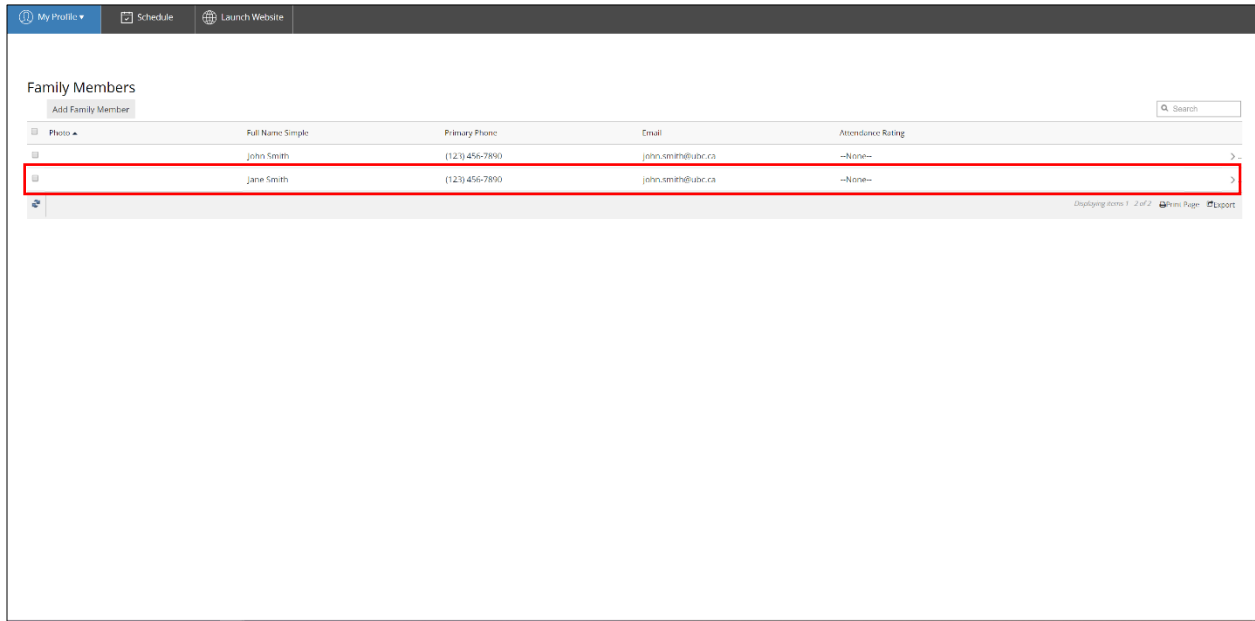 My Profile ▾ Schedule Launch Website
Family Members
Add Family Member Search
Photo ▴ Full Name Simple Primary Phone Email Attendance Rating
John Smith (123) 456-7890 john.smith@ubc.ca --None--
Jane Smith (123) 456-7890 john.smith@ubc.ca --None--
Displaying items 1 - 2 of 2 Print Page Export